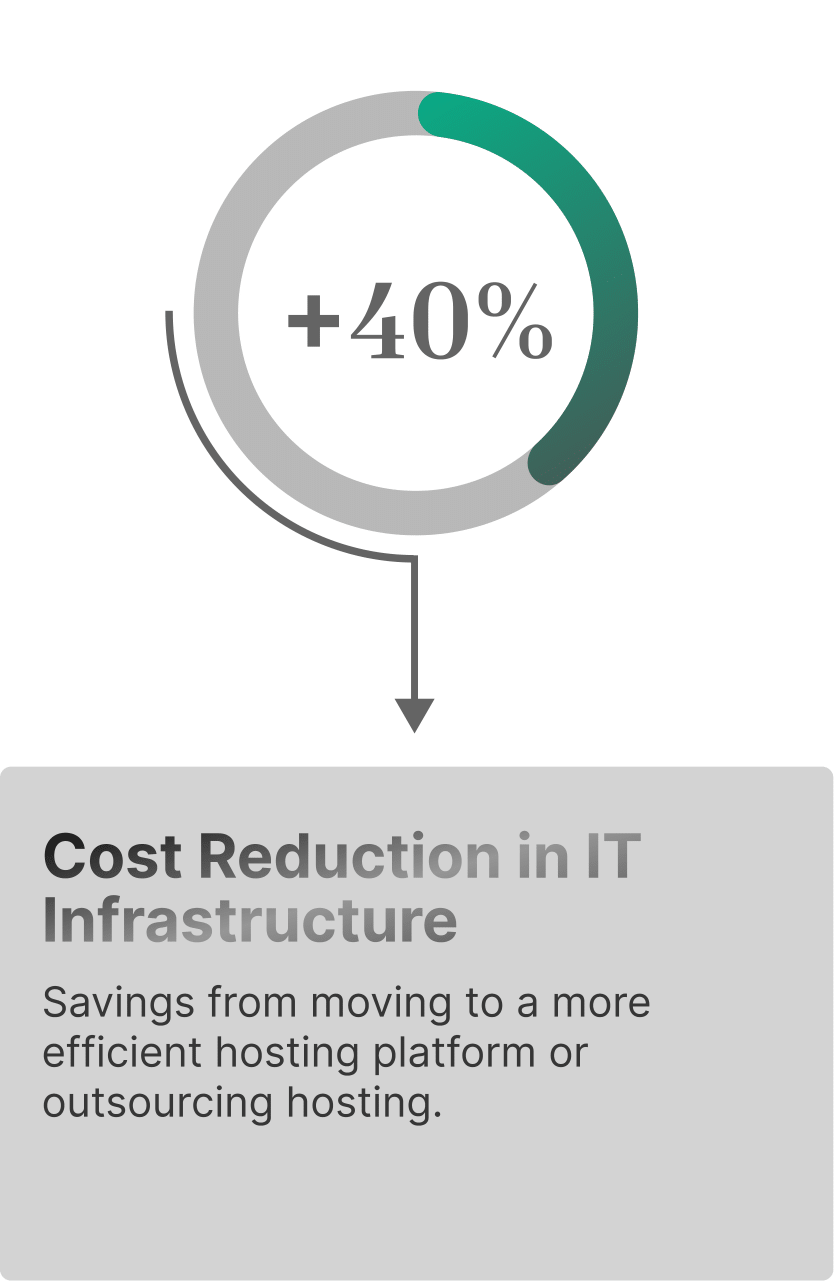 +40%
Cost Reduction in IT
Infrastructure
Savings from moving to a more
efficient hosting platform or
outsourcing hosting.